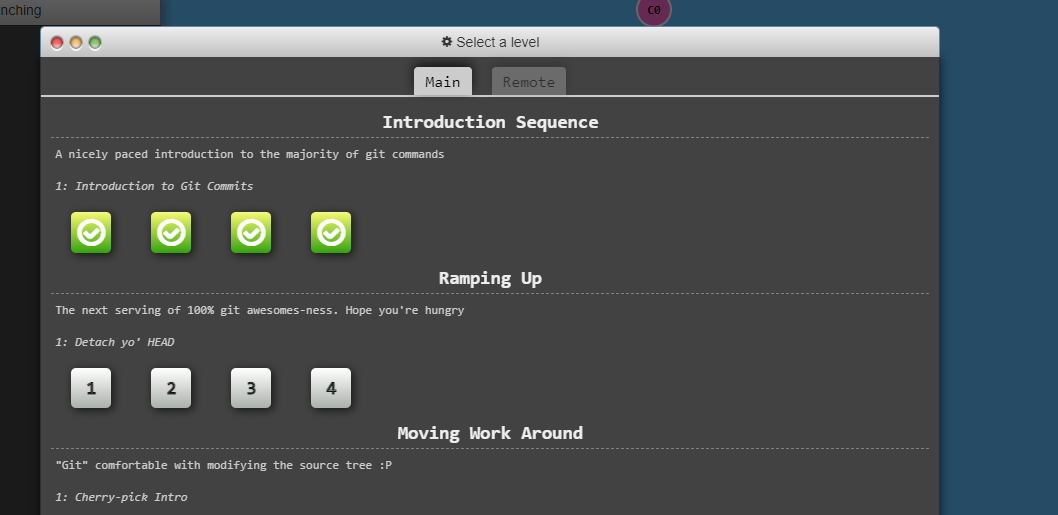 nching
C0
Select a level
Main Remote
Introduction Sequence
A nicely paced introduction to the majority of git commands
1: Introduction to Git Commits
Ramping Up
The next serving of 100% git awesomes-ness. Hope you're hungry
1: Detach yo' HEAD
1 2 3 4
Moving Work Around
"Git" comfortable with modifying the source tree :P
1: Cherry-pick Intro